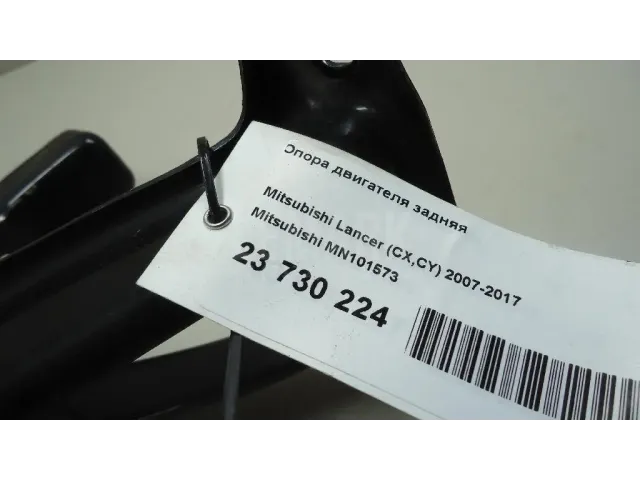 Опора двигателя задняя
Mitsubishi Lancer (CX,CY) 2007-2017
Mitsubishi MN101573
23 730 224